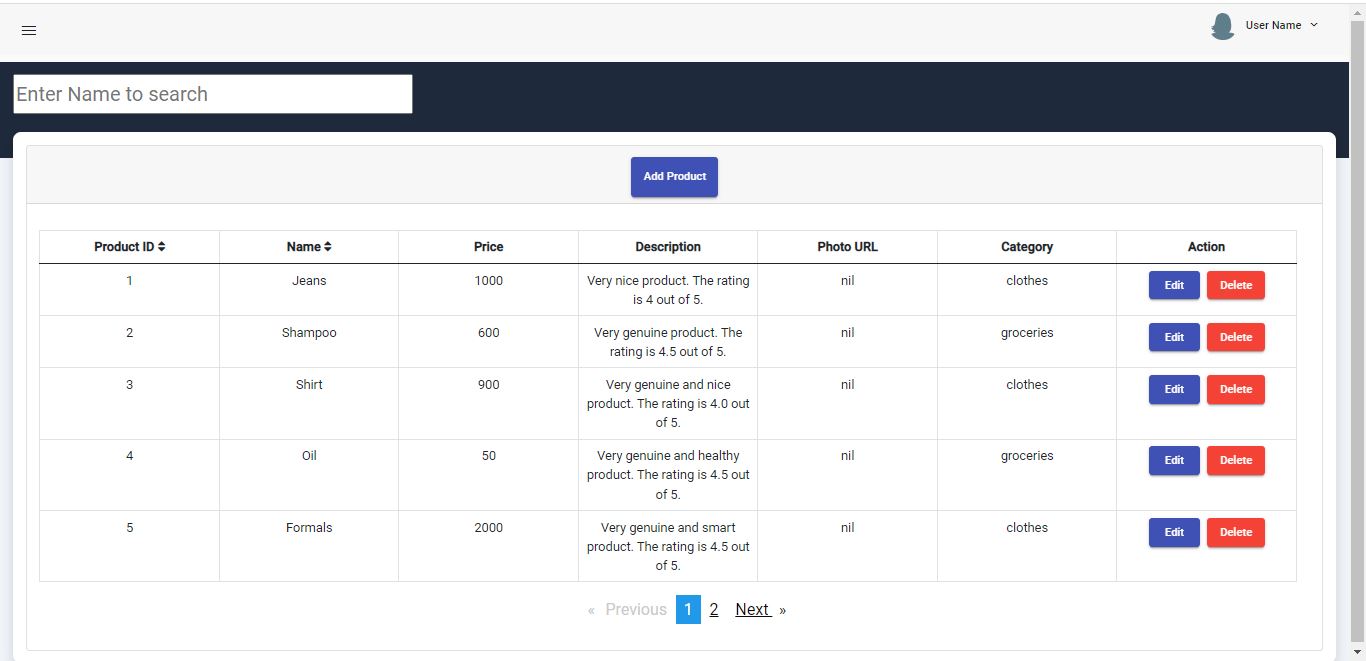 User Name
Enter Name to search
Add Product
Product ID Name Price Description Photo URL Category Action
1 Jeans 1000 Very nice product. The rating nil clothes Edit Delete
is 4 out of 5.
2 Shampoo 600 Very genuine product. The nil groceries Edit Delete
rating is 4.5 out of 5.
3 Shirt 900 Very genuine and nice nil clothes Edit Delete
product. The rating is 4.0 out
of 5.
4 Oil 50 Very genuine and healthy nil groceries Edit Delete
product. The rating is 4.5 out
of 5.
5 Formals 2000 Very genuine and smart nil clothes Edit Delete
product. The rating is 4.5 out
of 5.
« Previous 1 2 Next »